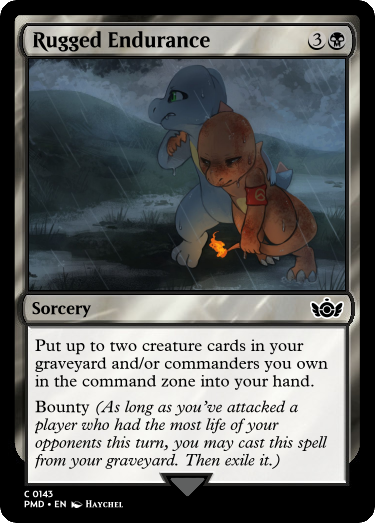 Rugged Endurance 3
Sorcery
Put up to two creature cards in your
graveyard and/or commanders you own
in the command zone into your hand.
Bounty (As long as you've attacked a
player who had the most life of your
opponents this turn, you may cast this spell
from your graveyard. Then exile it.)
C 0143
PMD • EN Haychel